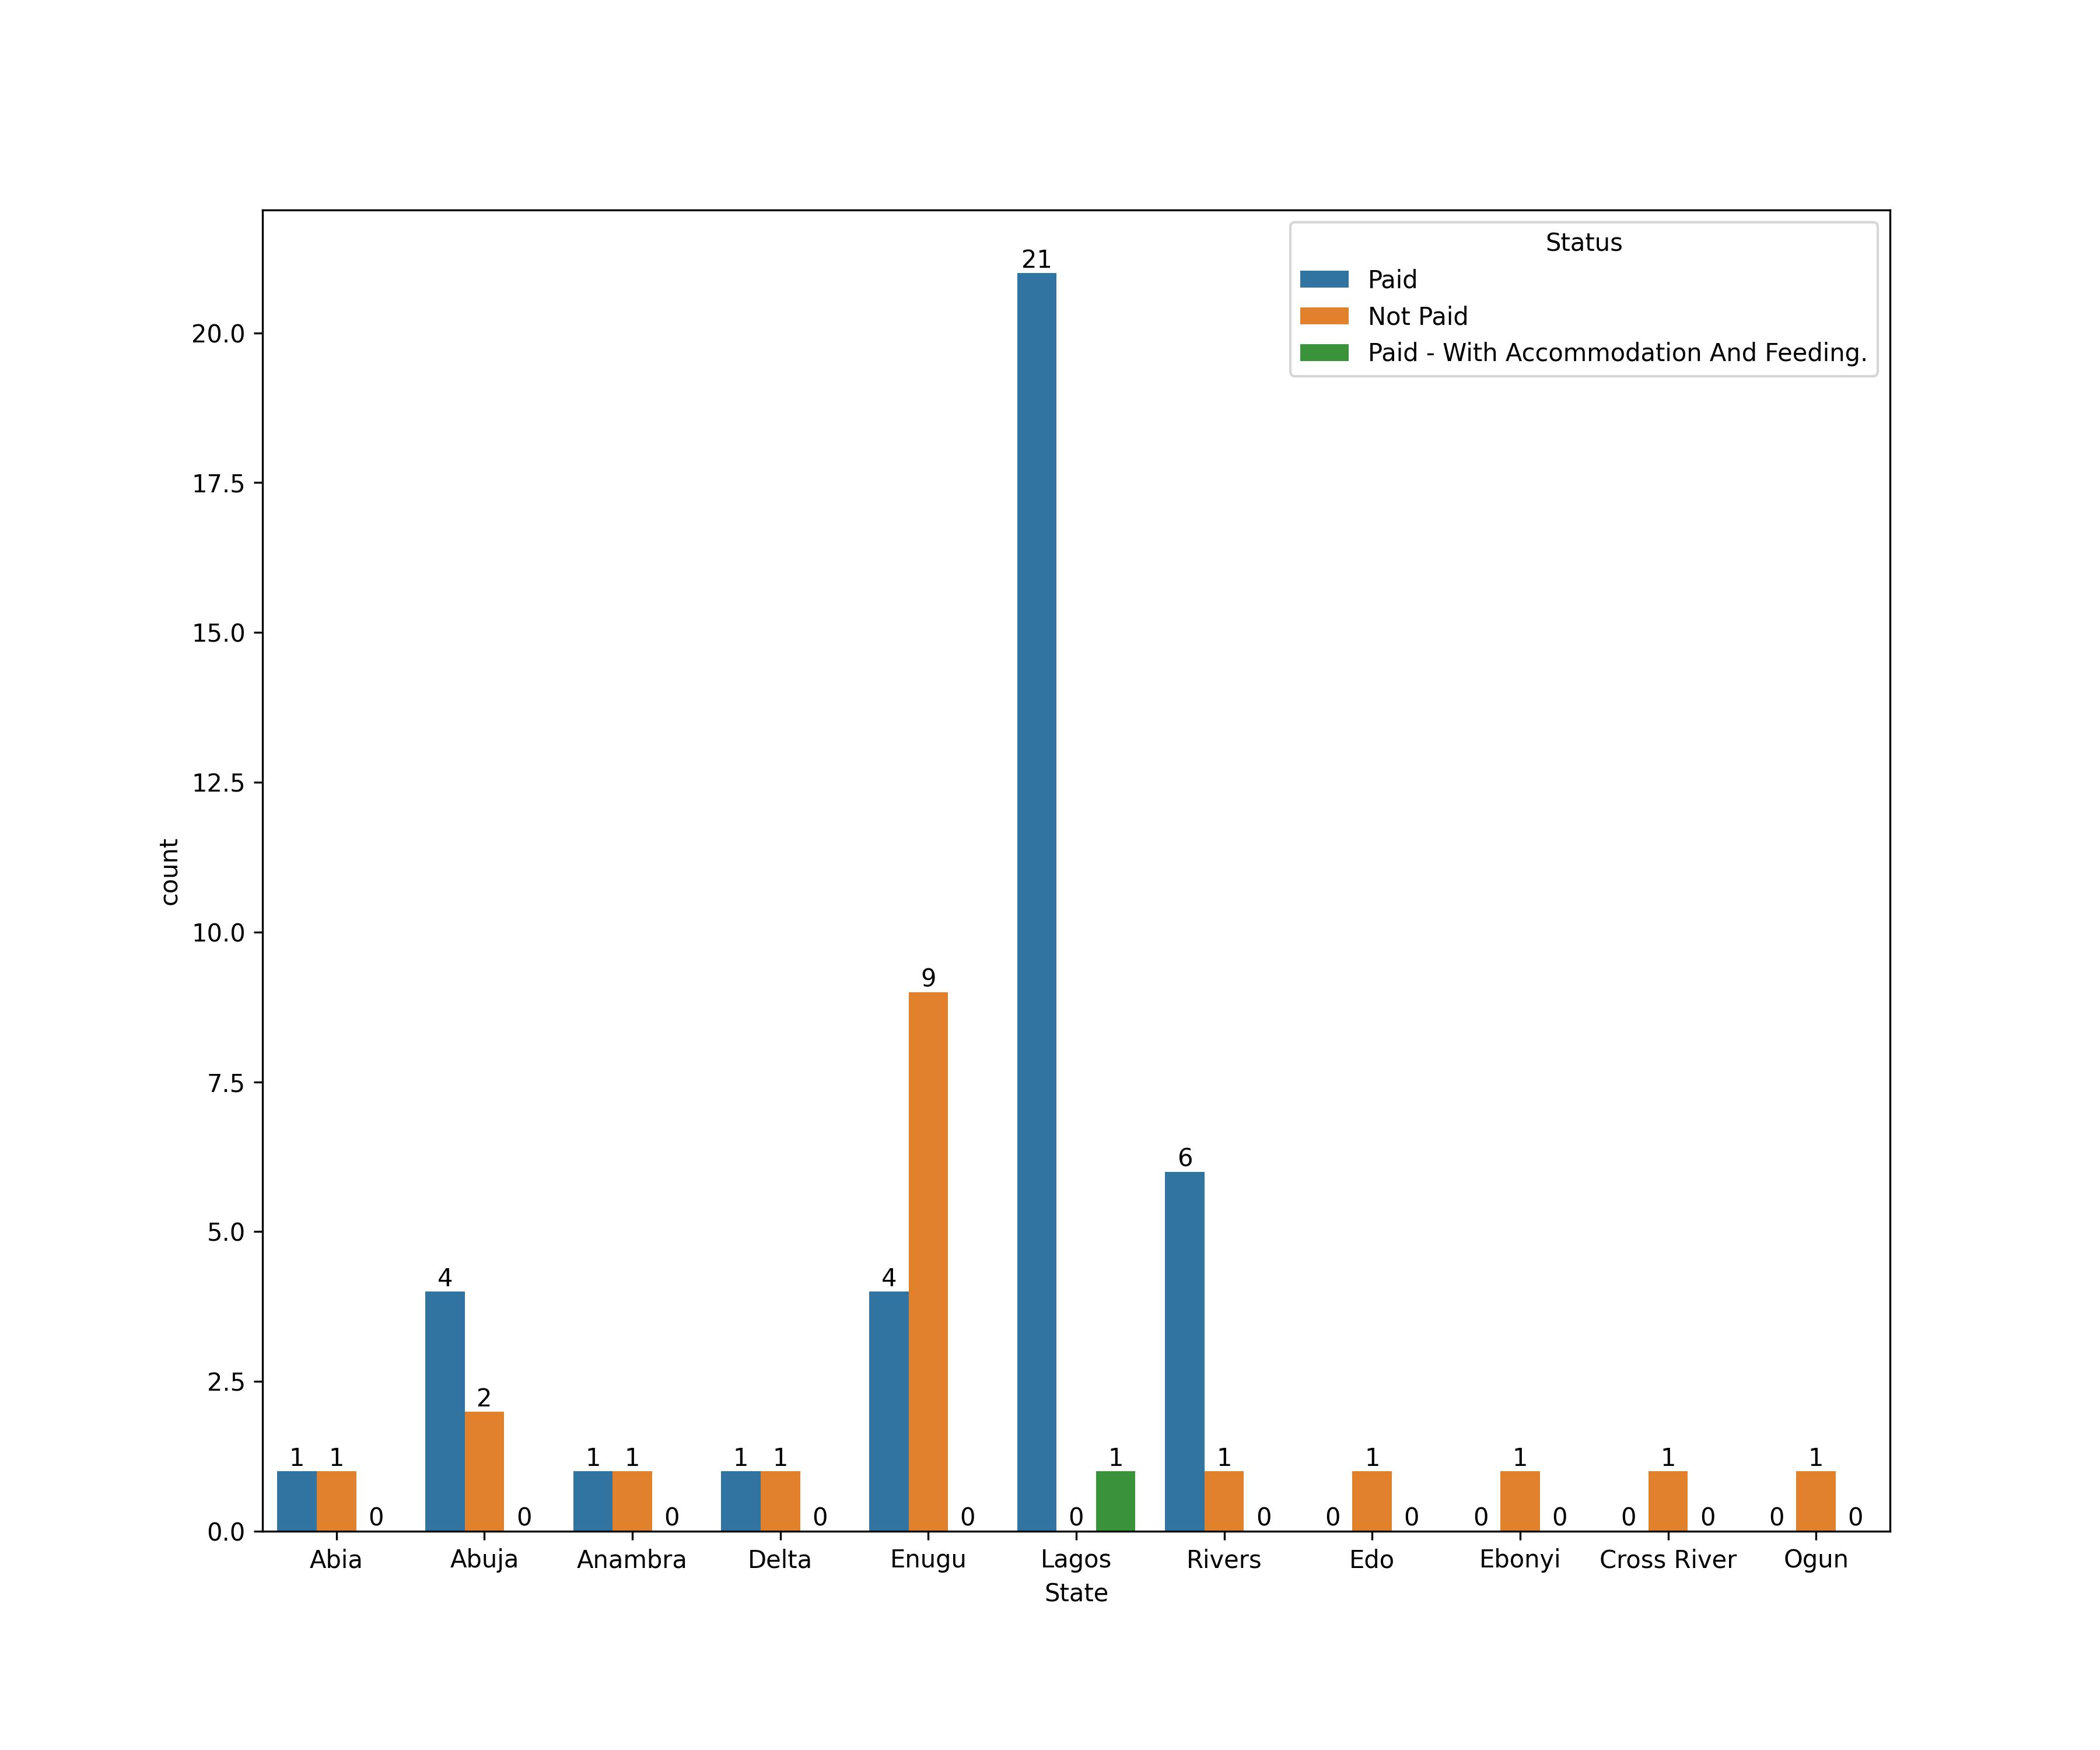 Status
Paid
Not Paid
Paid - With Accommodation And Feeding.
count
20.0
17.5
15.0
12.5
10.0
7.5
5.0
2.5
0.0
1 1 0
4 2 0
1 1 0
1 1 0
4 9 0
21 0 1
6 1 0
0 1 0
0 1 0
0 1 0
0 1 0
Abia Abuja Anambra Delta Enugu Lagos Rivers Edo Ebonyi Cross River Ogun
State